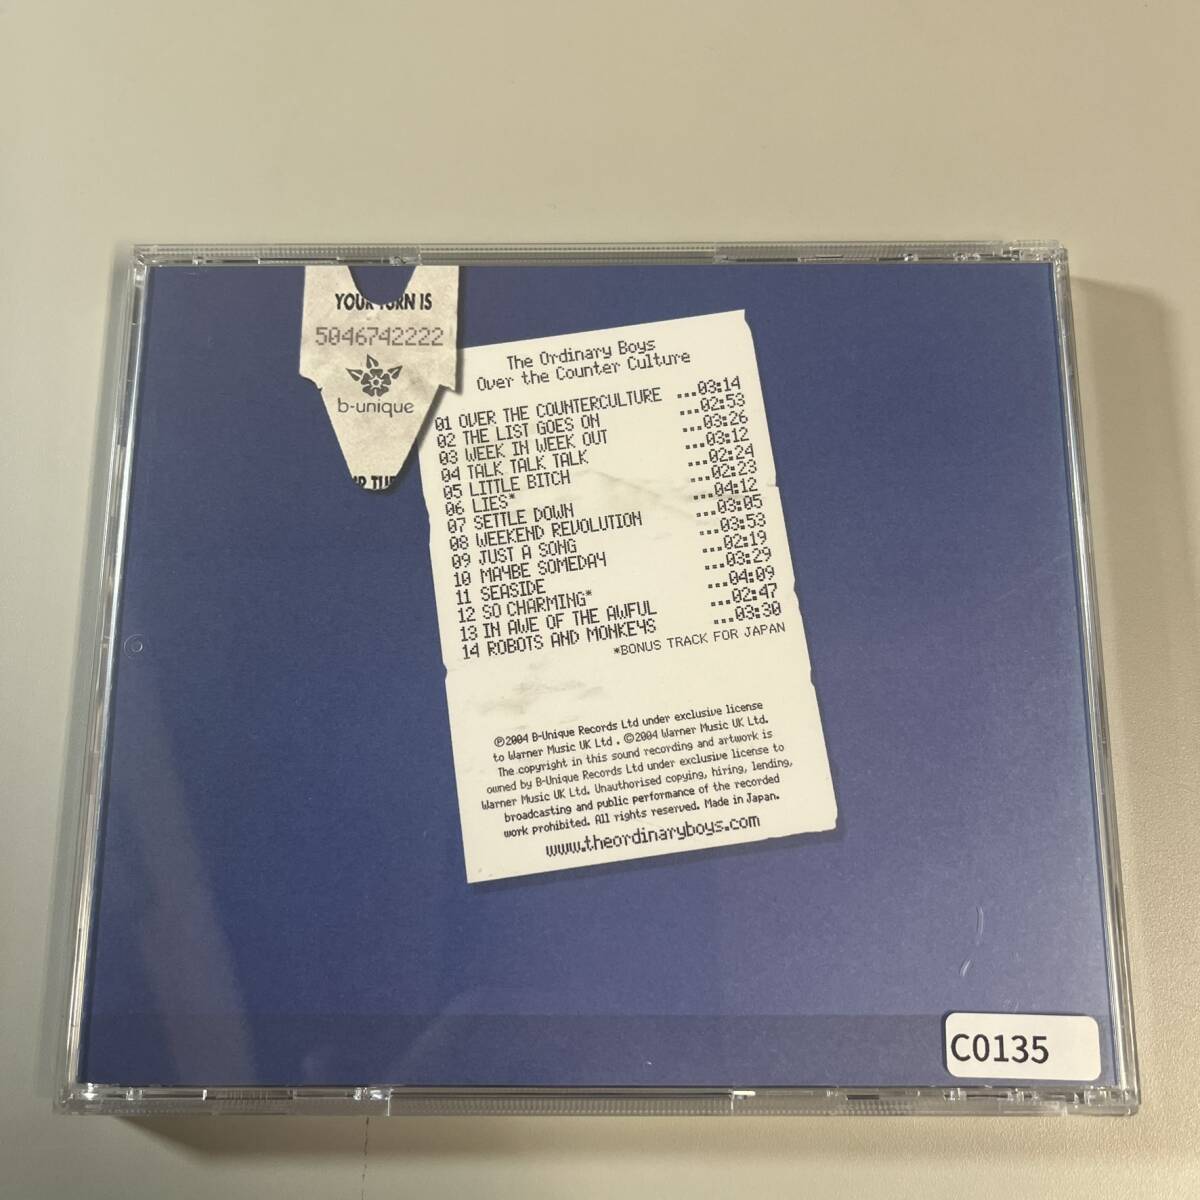 YOUR TURN IS
5046742222
b-unique
The Ordinary Boys
Over the Counter Culture
01 OVER THE COUNTERCULTURE ...03:14
02 THE LIST GOES ON ...02:53
03 WEEK IN WEEK OUT ...03:26
04 TALK TALK TALK ...03:12
05 LITTLE BITCH ...02:24
06 LIES* ...02:23
07 SETTLE DOWN ...04:12
08 WEEKEND REVOLUTION ...03:05
09 JUST A SONG ...03:53
10 MAYBE SOMEDAY ...02:19
11 SEASIDE ...03:29
12 SO CHARMING* ...04:09
13 IN AWE OF THE AWFUL ...02:47
14 ROBOTS AND MONKEYS ...03:30
*BONUS TRACK FOR JAPAN
℗2004 B-Unique Records Ltd under exclusive license
to Warner Music UK Ltd. ©2004 Warner Music UK Ltd.
The copyright in this sound recording and artwork is
owned by B-Unique Records Ltd under exclusive license to
Warner Music UK Ltd. Unauthorised copying, hiring, lending,
broadcasting and public performance of the recorded
work prohibited. All rights reserved. Made in Japan.
www.theordinaryboys.com
C0135